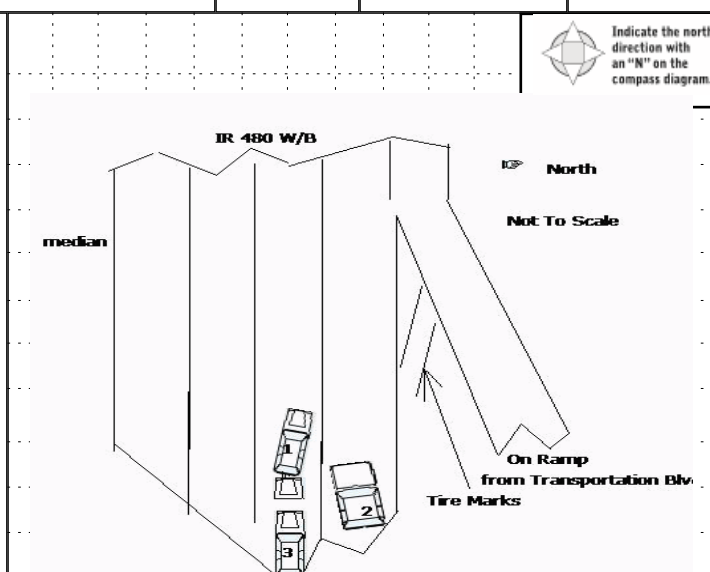 Indicate the north
direction with
an "N" on the
compass diagram.
IR 480 W/B
North
Not To Scale
median
1
2
3
On Ramp
from Transportation Blv
Tire Marks